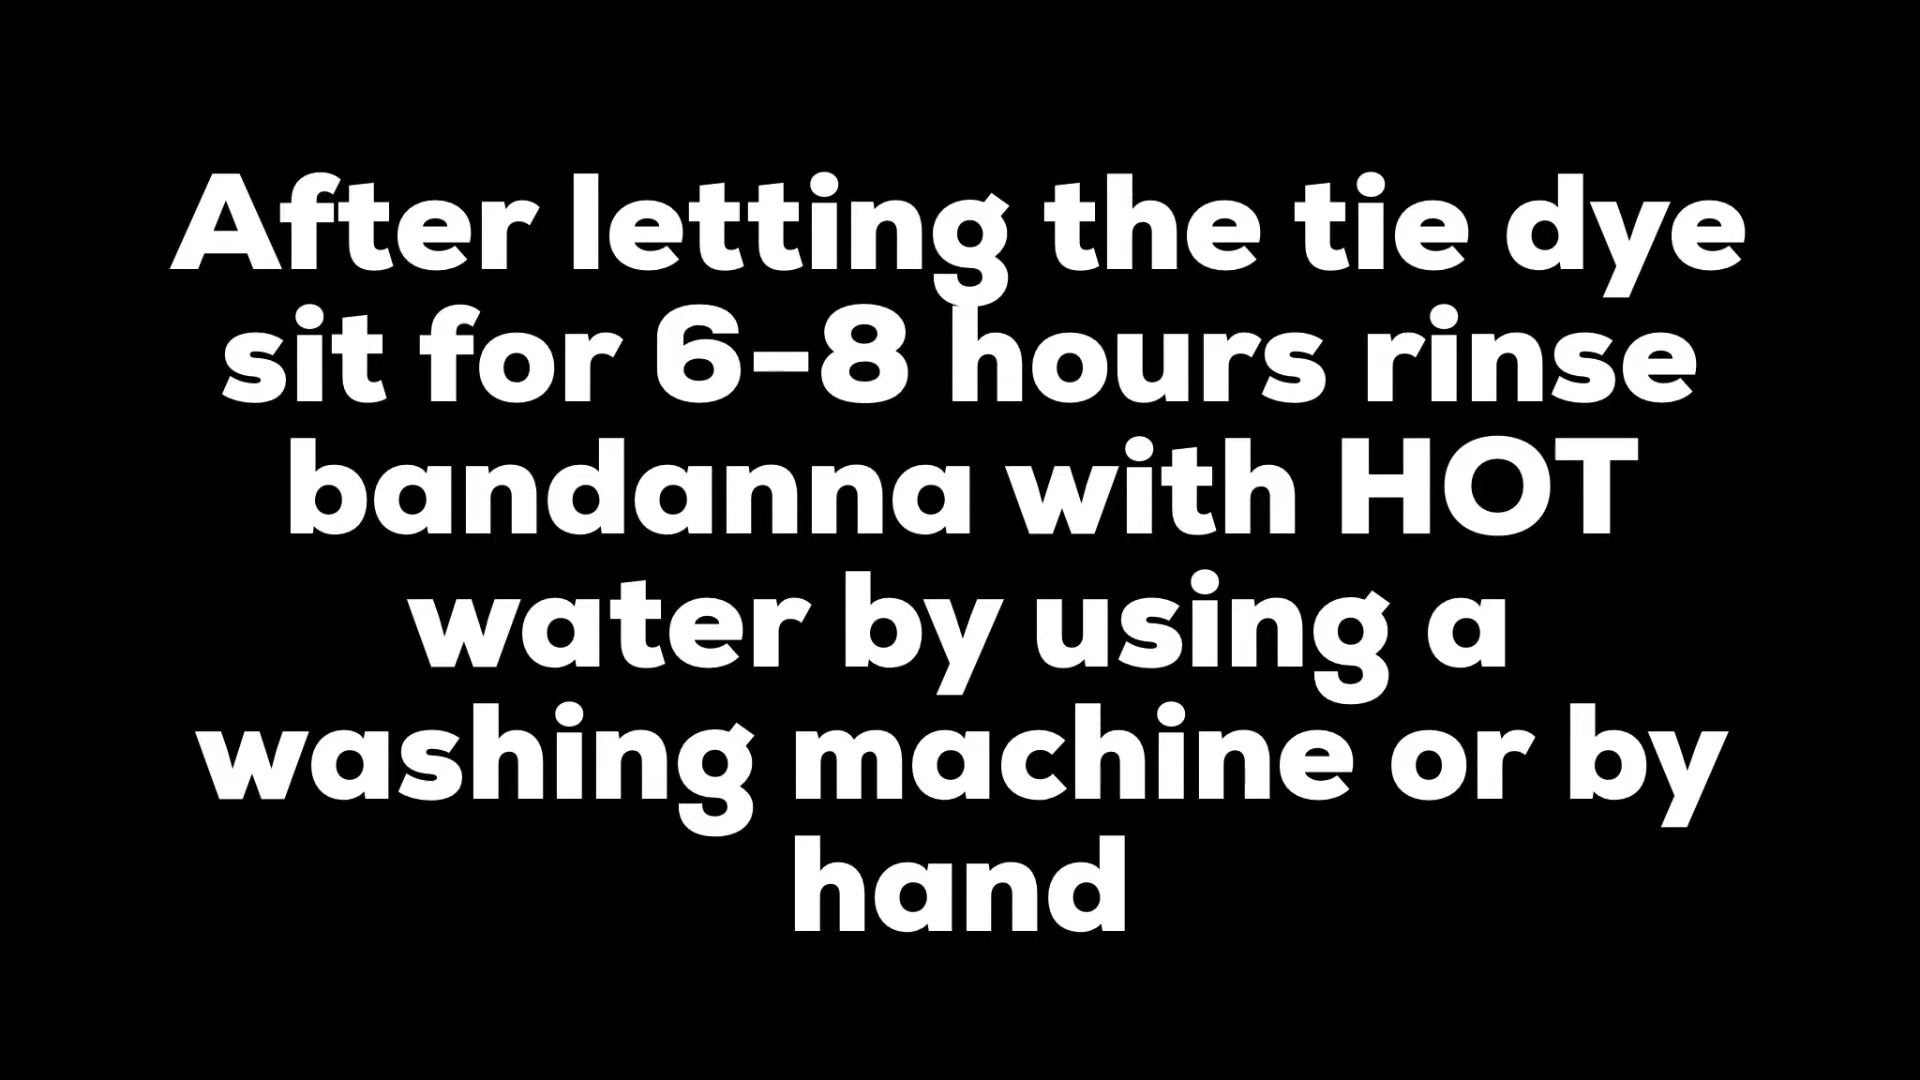 After letting the tie dye
sit for 6-8 hours rinse
bandanna with HOT
water by using a
washing machine or by
hand